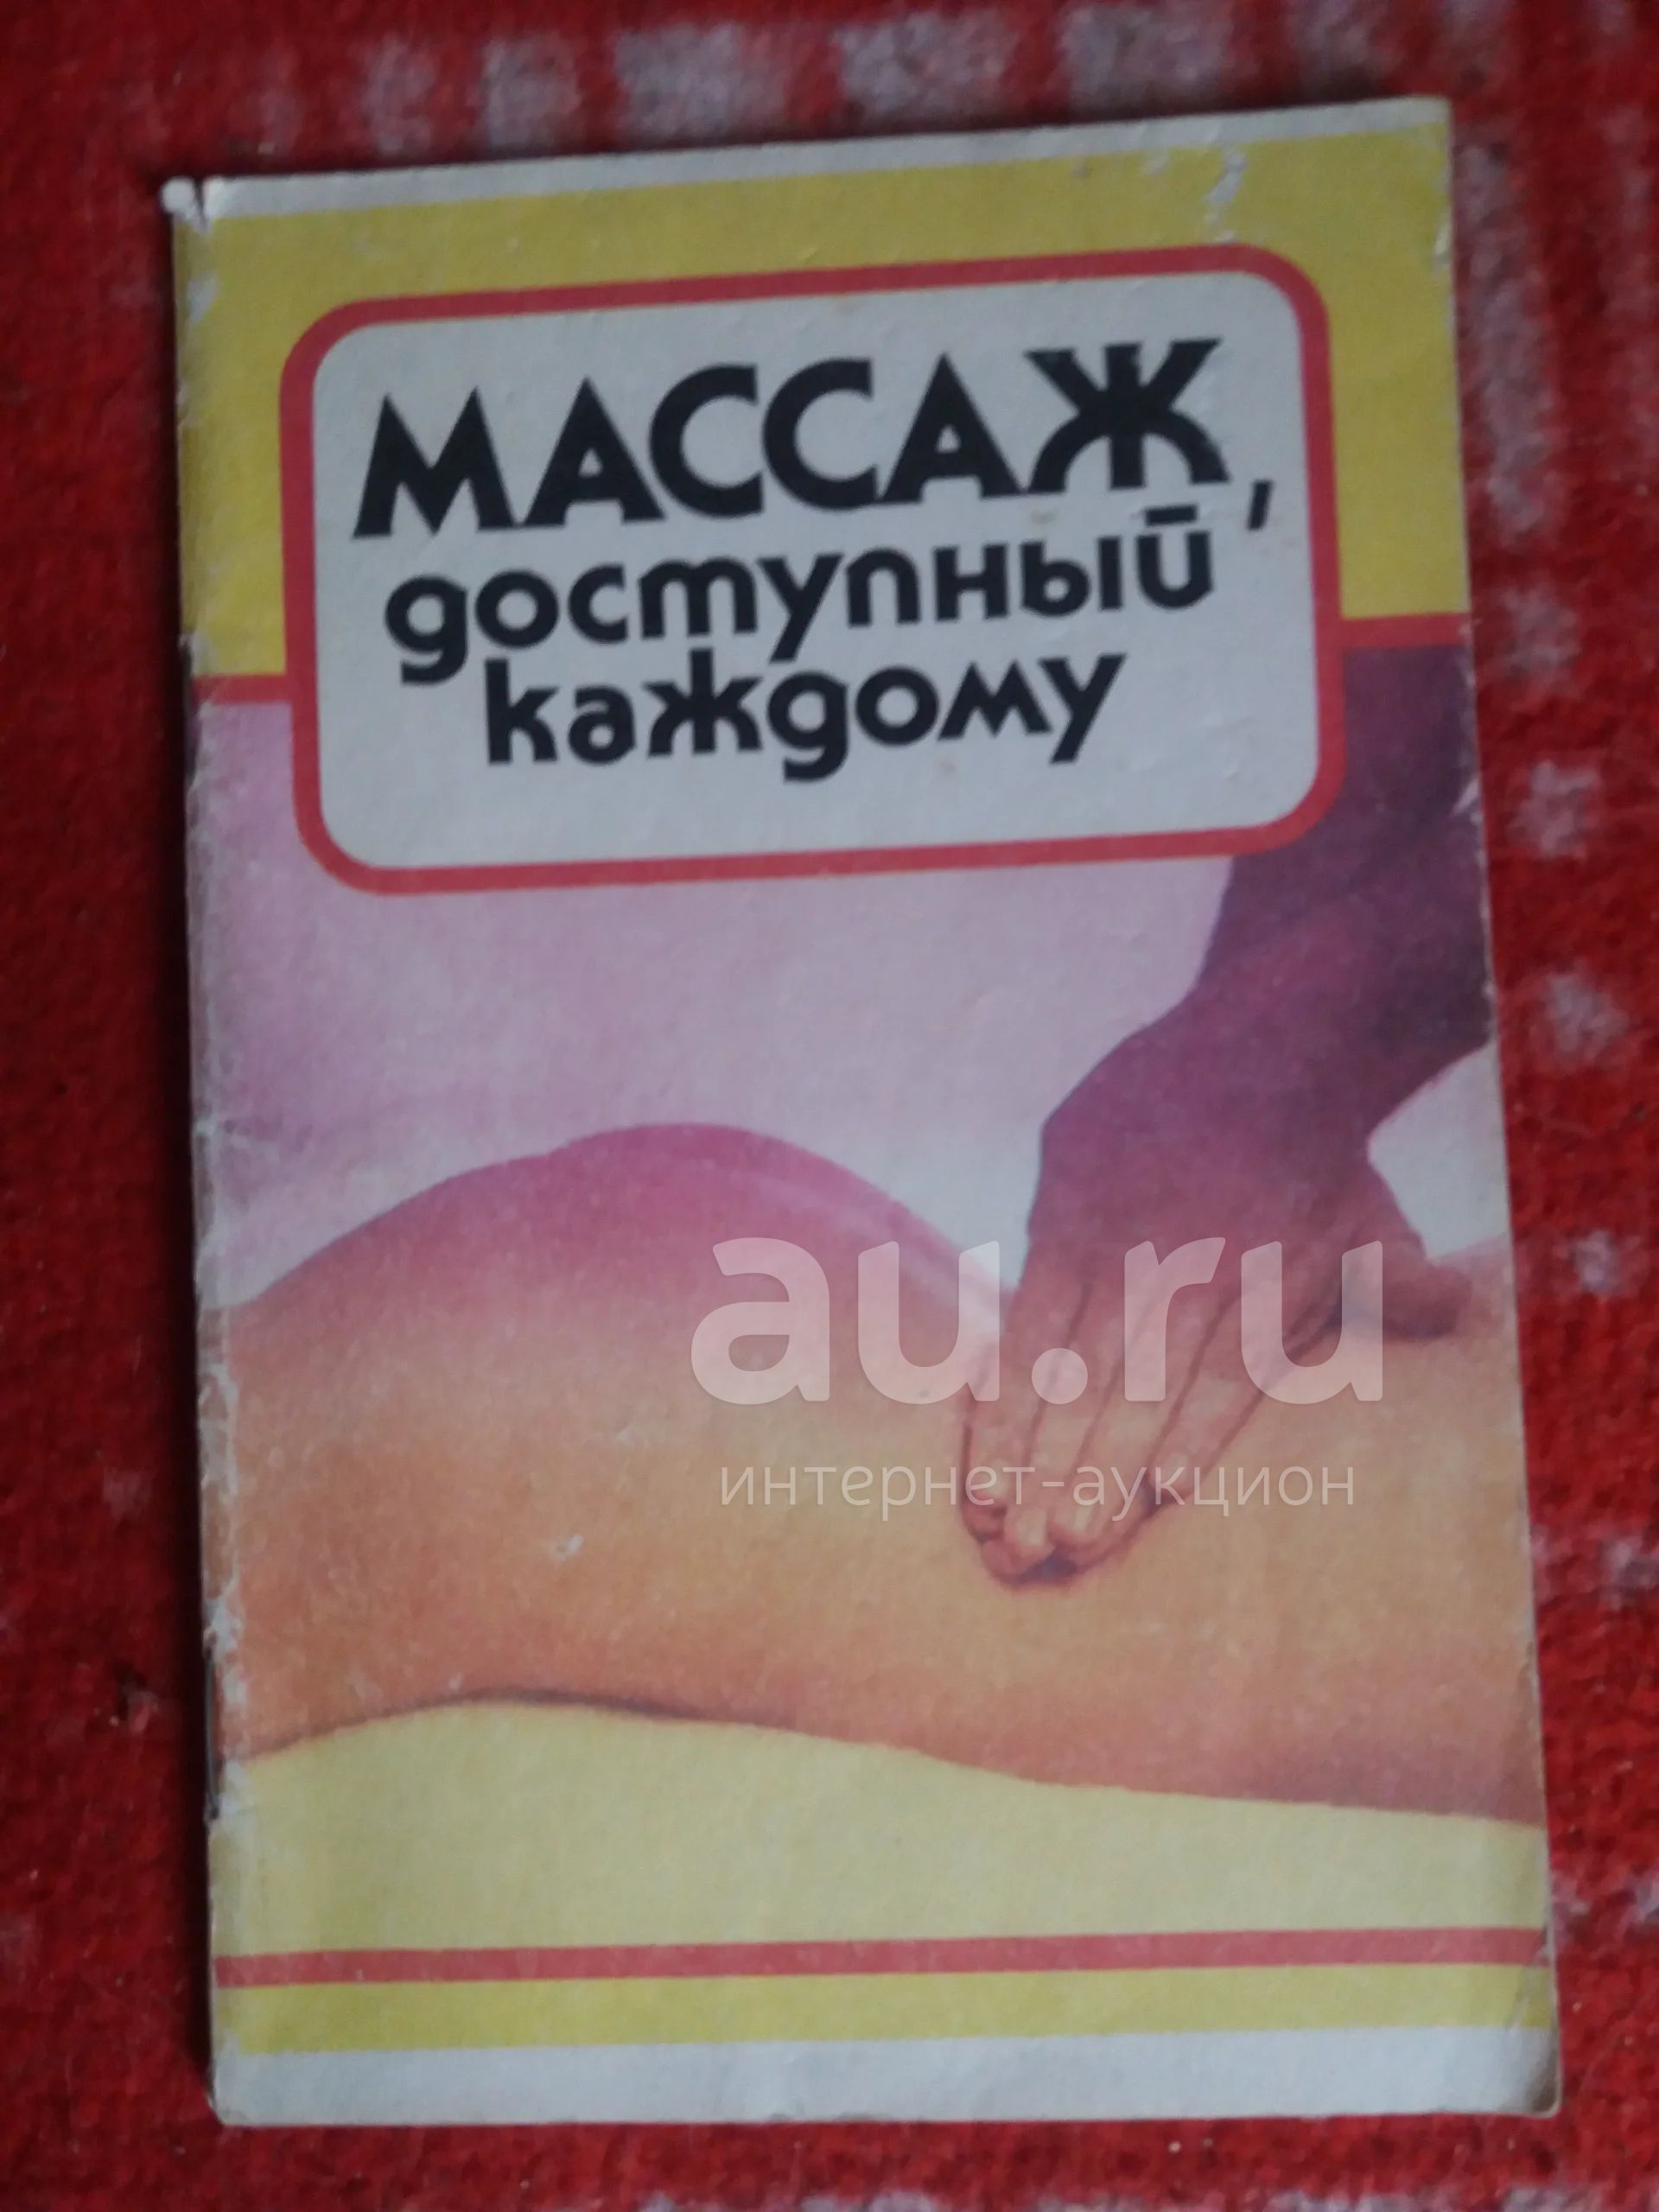 МАССАЖ,
доступный
каждому
au.ru
интернет-аукцион